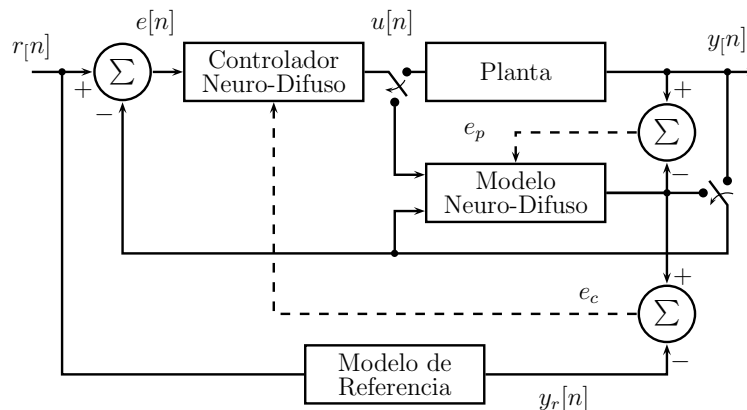 e[n]
u[n]
r[n]
y[n]
Controlador
Neuro-Difuso
Planta
Σ
+
−
+
e_p
Σ
−
Modelo
Neuro-Difuso
+
e_c
Σ
−
Modelo de
Referencia
y_r[n]